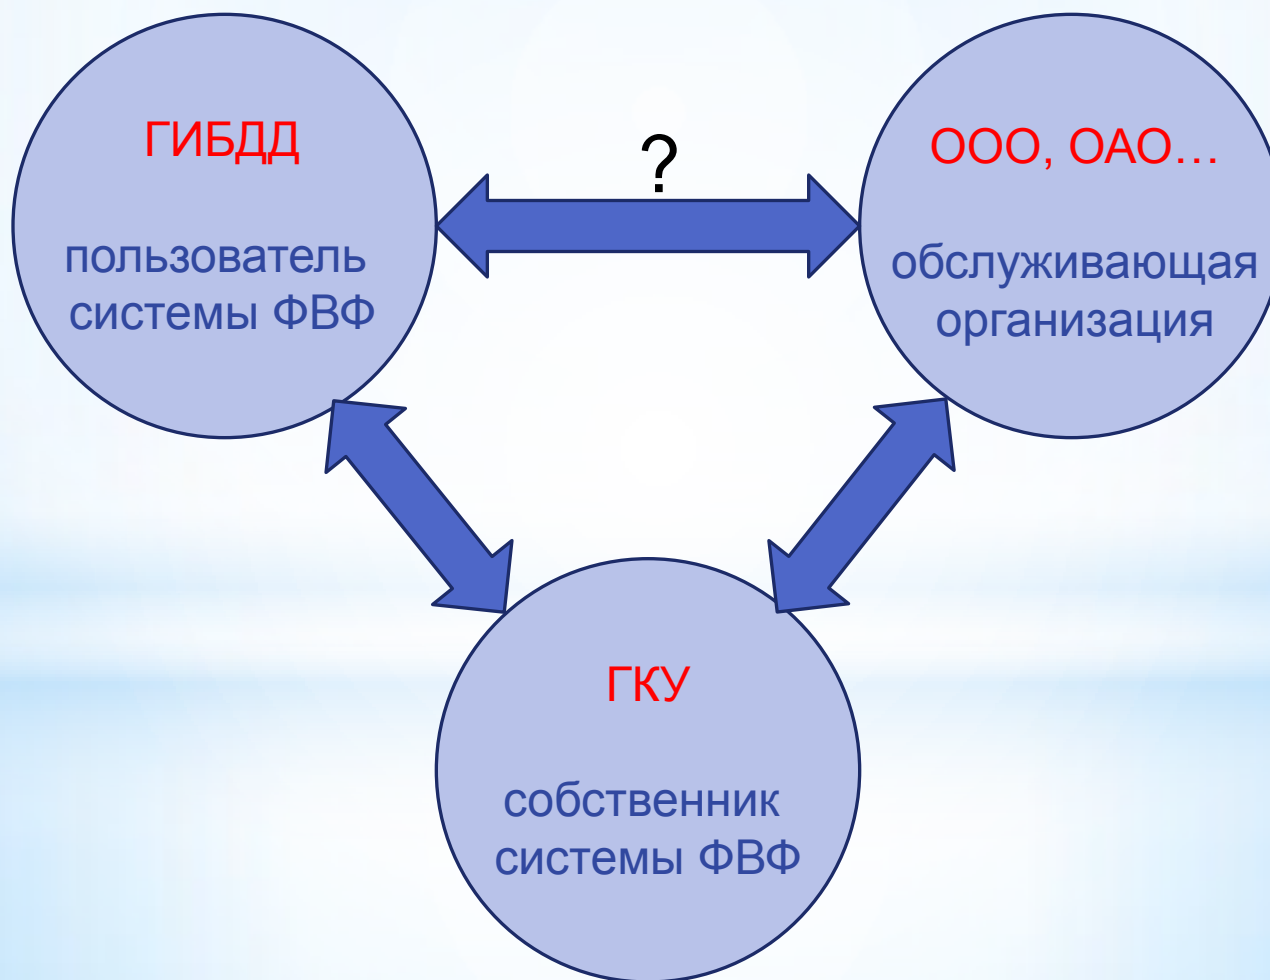 ГИБДД
пользователь
системы ФВФ
?
ООО, ОАО...
обслуживающая
организация
ГКУ
собственник
системы ФВФ